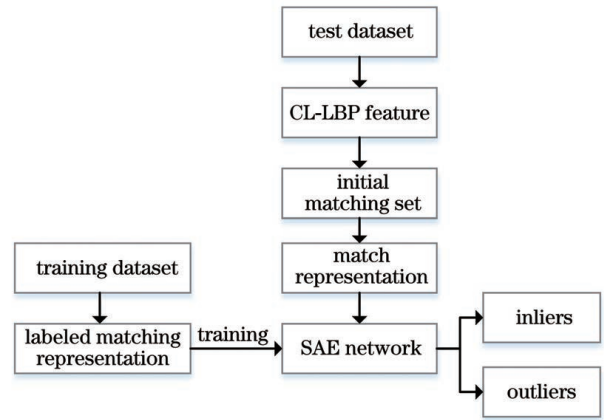 test dataset
CL-LBP feature
initial
matching set
match
representation
training dataset
labeled matching
representation
training
SAE network
inliers
outliers